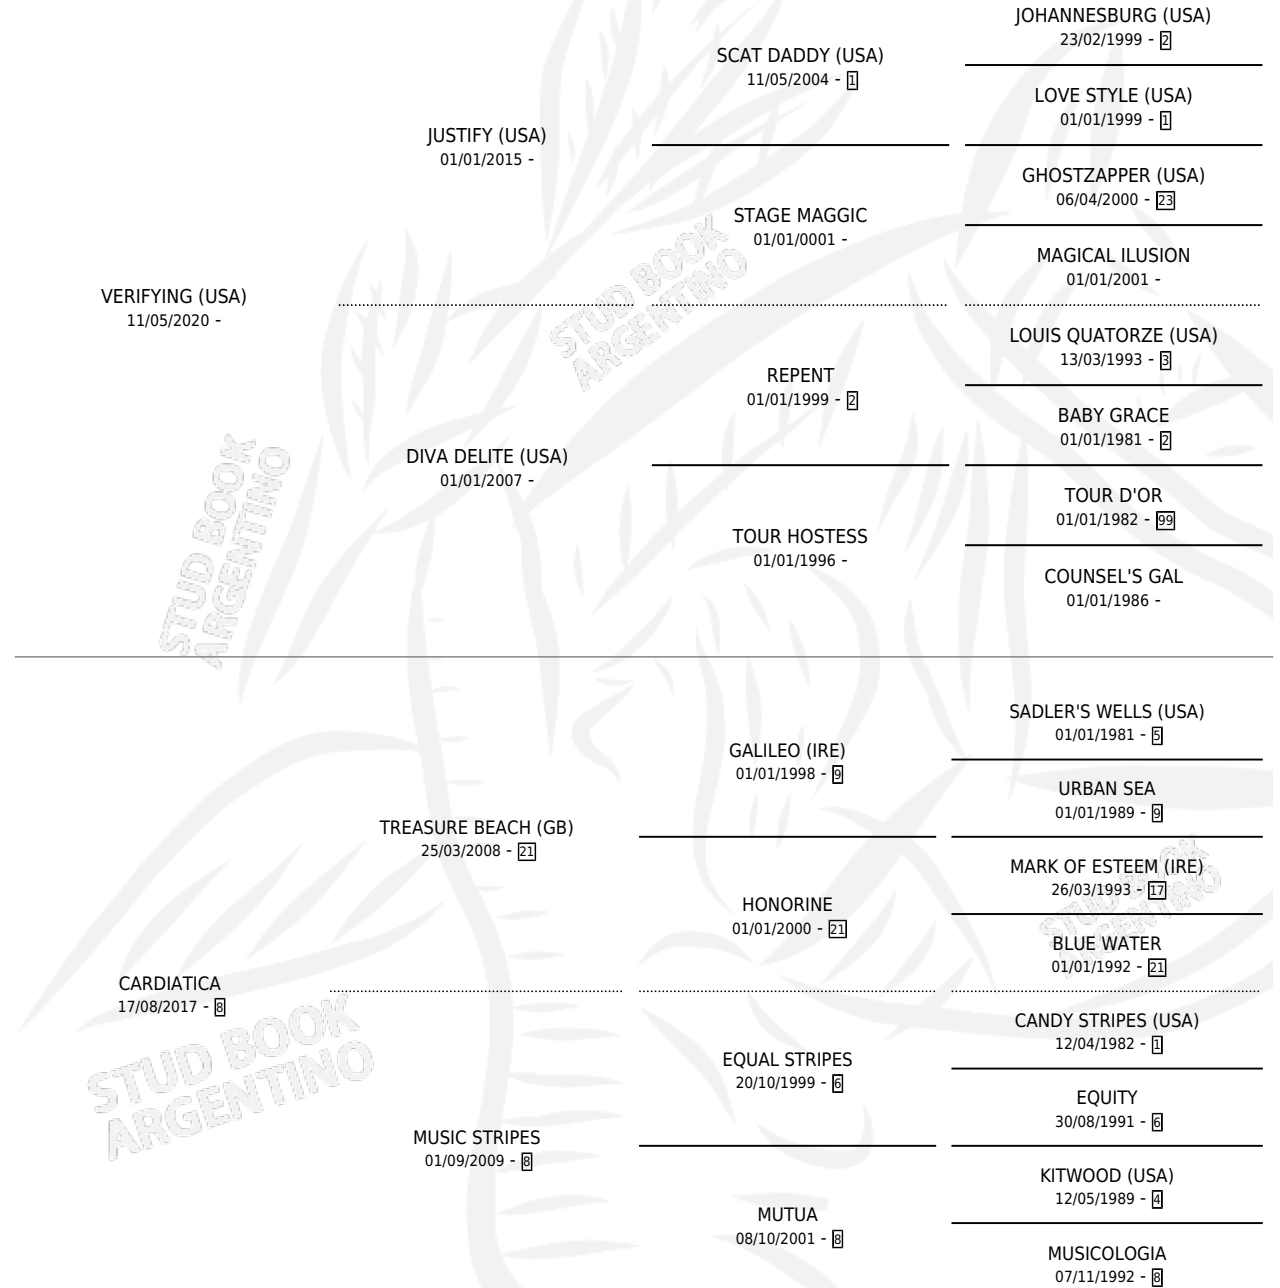 JOHANNESBURG (USA)
23/02/1999 - 2
SCAT DADDY (USA)
11/05/2004 - 1
LOVE STYLE (USA)
01/01/1999 - 1
JUSTIFY (USA)
01/01/2015 -
GHOSTZAPPER (USA)
06/04/2000 - 23
STAGE MAGGIC
01/01/0001 -
MAGICAL ILUSION
01/01/2001 -
VERIFYING (USA)
11/05/2020 -
LOUIS QUATORZE (USA)
13/03/1993 - 3
REPENT
01/01/1999 - 2
BABY GRACE
01/01/1981 - 2
DIVA DELITE (USA)
01/01/2007 -
TOUR D'OR
01/01/1982 - 99
TOUR HOSTESS
01/01/1996 -
COUNSEL'S GAL
01/01/1986 -
STUD BOOK
ARGENTINO
STUD BOOK
ARGENTINO
SADLER'S WELLS (USA)
01/01/1981 - 5
GALILEO (IRE)
01/01/1998 - 9
URBAN SEA
01/01/1989 - 9
TREASURE BEACH (GB)
25/03/2008 - 21
MARK OF ESTEEM (IRE)
26/03/1993 - 17
HONORINE
01/01/2000 - 21
BLUE WATER
01/01/1992 - 21
STUD BOOK
ARGENTINO
CARDIATICA
17/08/2017 - 8
CANDY STRIPES (USA)
12/04/1982 - 1
EQUAL STRIPES
20/10/1999 - 6
EQUITY
30/08/1991 - 6
STUD BOOK
ARGENTINO
MUSIC STRIPES
01/09/2009 - 8
KITWOOD (USA)
12/05/1989 - 4
MUTUA
08/10/2001 - 8
MUSICOLOGIA
07/11/1992 - 8